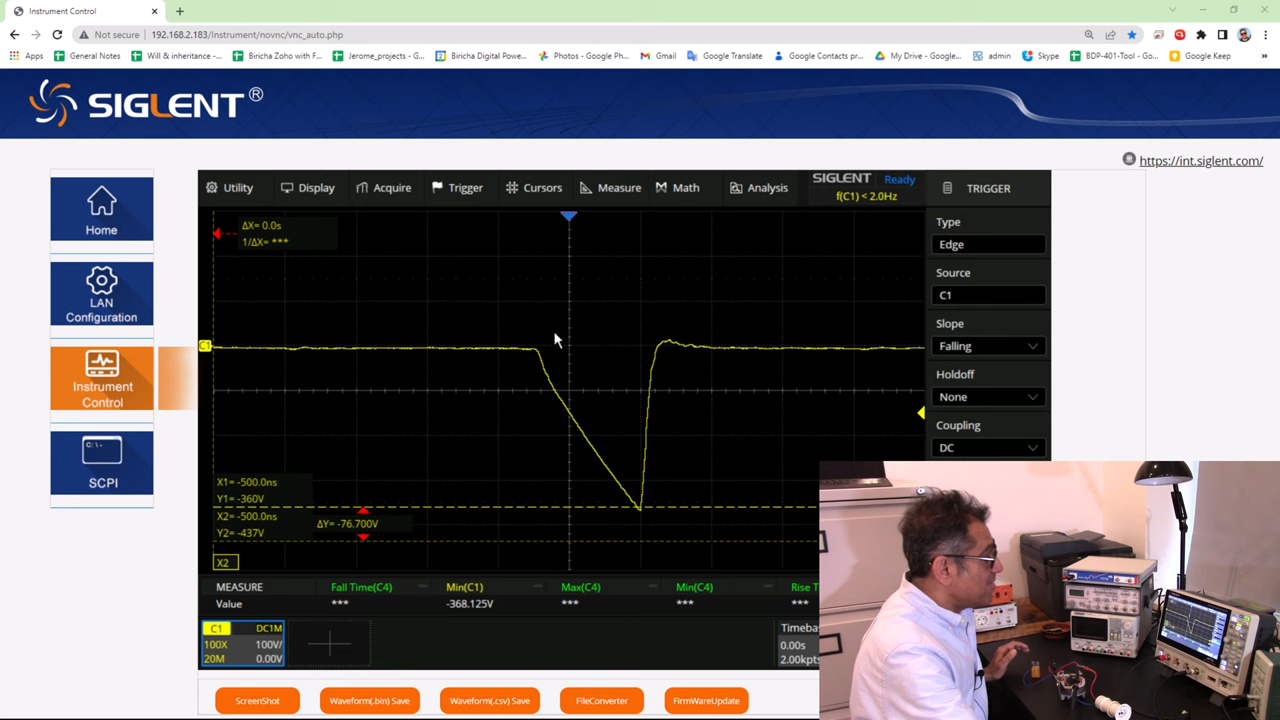 Instrument Control
Not secure 192.168.2.183/Instrument/novnc/vnc_auto.php
Apps General Notes Will & inheritance -... Biricha Zoho with F... Jerome_projects - G... Biricha Digital Powe... Photos - Google Ph... Gmail Google Translate Google Contacts pr... My Drive - Google... admin Skype BDP-401-Tool - Go... Google Keep
SIGLENT®
https://int.siglent.com/
Home
LAN
Configuration
Instrument
Control
C:\-
SCPI
Utility Display Acquire Trigger Cursors Measure Math Analysis
SIGLENT Ready
f(C1) < 2.0Hz
ΔX= 0.0s
1/ΔX= ***
C1
X1= -500.0ns
Y1= -360V
X2= -500.0ns
Y2= -437V
ΔY= -76.700V
X2
TRIGGER
Type
Edge
Source
C1
Slope
Falling
Holdoff
None
Coupling
DC
MEASURE Fall Time(C4) Min(C1) Max(C4) Min(C4) Rise T
Value *** -368.125V *** *** ***
C1 DC1M
100X 100V/
20M 0.00V
Timebas
0.00s
2.00kpts
ScreenShot Waveform(.bin) Save Waveform(.csv) Save FileConverter FirmWareUpdate